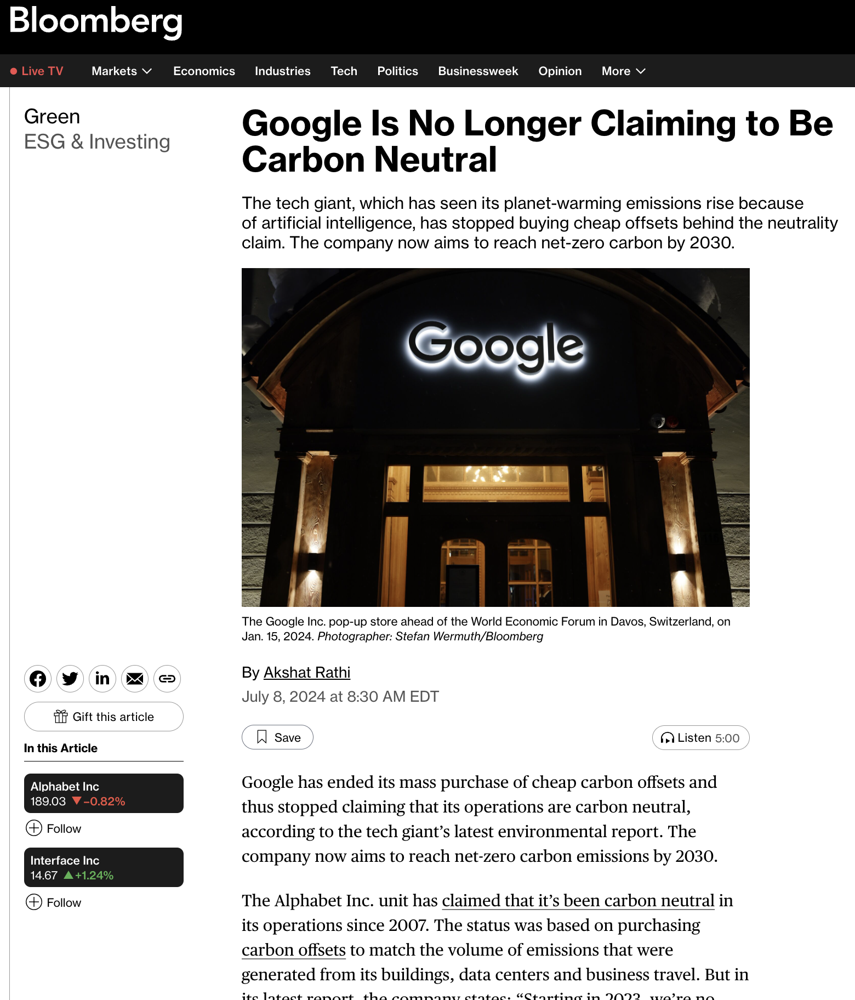 Bloomberg
Live TV
Markets
Economics
Industries
Tech
Politics
Businessweek
Opinion
More
Green
ESG & Investing
Google Is No Longer Claiming to Be
Carbon Neutral
The tech giant, which has seen its planet-warming emissions rise because
of artificial intelligence, has stopped buying cheap offsets behind the neutrality
claim. The company now aims to reach net-zero carbon by 2030.
Google
The Google Inc. pop-up store ahead of the World Economic Forum in Davos, Switzerland, on
Jan. 15, 2024. Photographer: Stefan Wermuth/Bloomberg
By Akshat Rathi
July 8, 2024 at 8:30 AM EDT
Save
Listen 5:00
Gift this article
In this Article
Alphabet Inc
189.03 ▼–0.82%
Follow
Interface Inc
14.67 ▲+1.24%
Follow
Google has ended its mass purchase of cheap carbon offsets and
thus stopped claiming that its operations are carbon neutral,
according to the tech giant’s latest environmental report. The
company now aims to reach net-zero carbon emissions by 2030.
The Alphabet Inc. unit has claimed that it’s been carbon neutral in
its operations since 2007. The status was based on purchasing
carbon offsets to match the volume of emissions that were
generated from its buildings, data centers and business travel. But in
its latest report, the company states: “Starting in 2023, we’re no